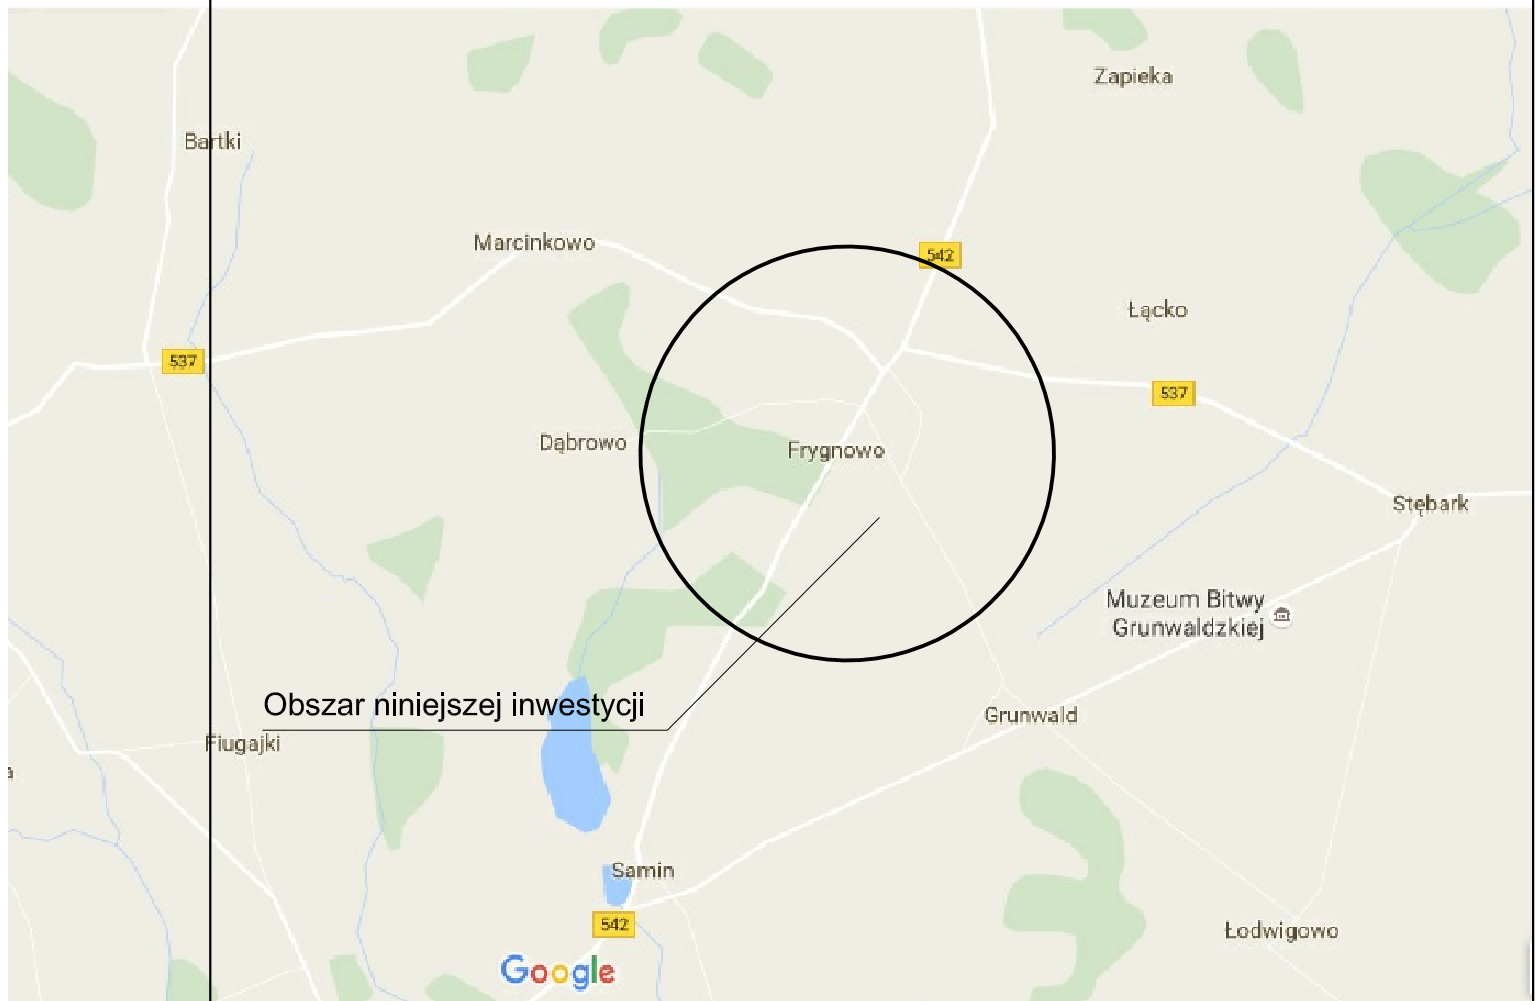 Zapieka
Bartki
Marcinkowo
542
Łącko
537
537
Dąbrowo
Frygnowo
Stębark
Muzeum Bitwy
Grunwaldzkiej
Obszar niniejszej inwestycji
Grunwald
Fiugajki
a
Samin
542
Łodwigowo
Google